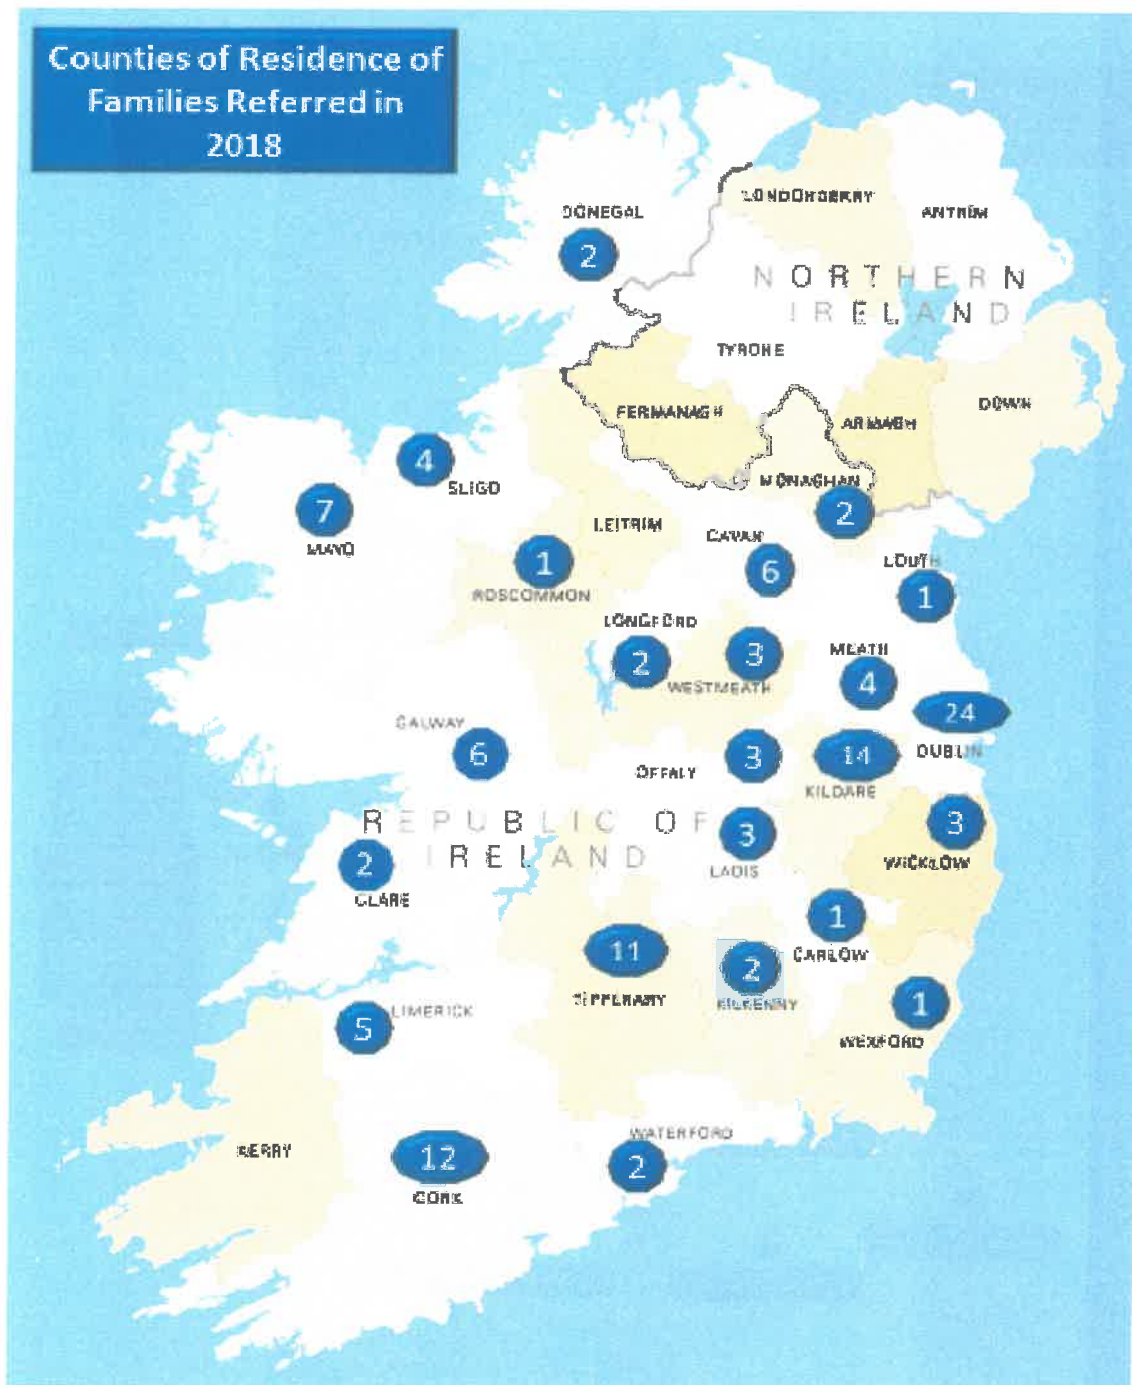 Counties of Residence of
Families Referred in
2018
LONDONDERRY
ANTRIM
DONEGAL
2
NORTHERN
IRELAND
TYRONE
FERMANAGH
ARMAGH
DOWN
4
SLIGO
MONAGHAN
2
7
MAYO
LEITRIM
CAVAN
6
LOUTH
1
1
ROSCOMMON
LONGFORD
2
3
WESTMEATH
MEATH
4
24
DUBLIN
GALWAY
6
OFFALY
3
14
KILDARE
REPUBLIC OF
IRELAND
3
LAOIS
3
WICKLOW
2
CLARE
1
CARLOW
11
TIPPERARY
2
KILKENNY
1
WEXFORD
LIMERICK
5
KERRY
12
CORK
WATERFORD
2